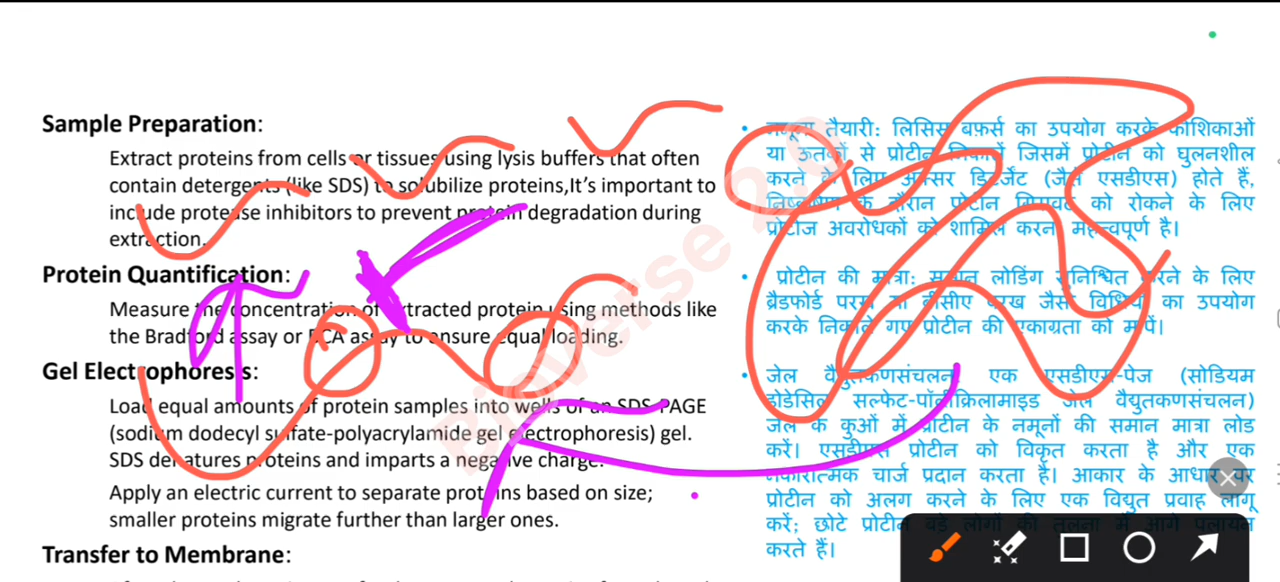 Sample Preparation:
Extract proteins from cells or tissues using lysis buffers that often
contain detergents (like SDS) to solubilize proteins,It’s important to
include protease inhibitors to prevent protein degradation during
extraction.
Protein Quantification:
Measure the concentration of extracted protein using methods like
the Bradford assay or BCA assay to ensure equal loading.
Gel Electrophoresis:
Load equal amounts of protein samples into wells of an SDS-PAGE
(sodium dodecyl sulfate-polyacrylamide gel electrophoresis) gel.
SDS denatures proteins and imparts a negative charge.
Apply an electric current to separate proteins based on size;
smaller proteins migrate further than larger ones.
Transfer to Membrane:
• नमूना तैयारी: लिसिस बफ़र्स का उपयोग करके कोशिकाओं
या ऊतकों से प्रोटीन निकालें जिसमें प्रोटीन को घुलनशील
करने के लिए अक्सर डिटर्जेंट (जैसे एसडीएस) होते हैं,
निष्कर्षण के दौरान प्रोटीन गिरावट को रोकने के लिए
प्रोटीज अवरोधकों को शामिल करना महत्वपूर्ण है।
• प्रोटीन की मात्रा: समान लोडिंग सुनिश्चित करने के लिए
ब्रैडफोर्ड परख या बीसीए परख जैसे विधियों का उपयोग
करके निकाले गए प्रोटीन की एकाग्रता को मापें।
• जेल वैद्युतकणसंचलन: एक एसडीएस-पेज (सोडियम
डोडेसिल सल्फेट-पॉलीक्रिलामाइड जेल वैद्युतकणसंचलन)
जेल के कुओं में प्रोटीन के नमूनों की समान मात्रा लोड
करें। एसडीएस प्रोटीन को विकृत करता है और एक
नकारात्मक चार्ज प्रदान करता है। आकार के आधार पर
प्रोटीन को अलग करने के लिए एक विद्युत प्रवाह लागू
करें; छोटे प्रोटीन बड़े लोगों की तुलना में आगे पलायन
करते हैं।
Bioverse 2.0